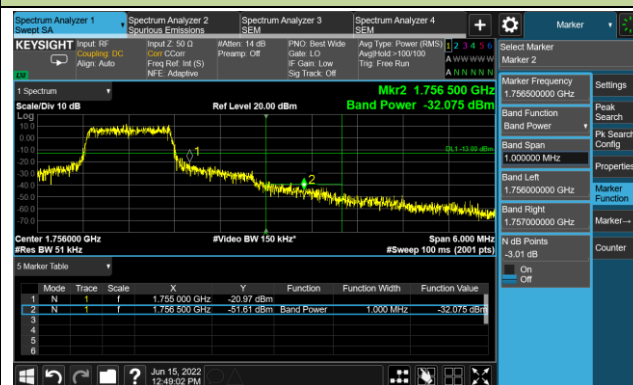 Spectrum Analyzer 1
Swept SA
Spectrum Analyzer 2
Spurious Emissions
Spectrum Analyzer 3
SEM
Spectrum Analyzer 4
SEM
+
Marker
KEYSIGHT
Input: RF
Coupling: DC
Align: Auto
Input Z: 50 Ω
Corr CCorr
Freq Ref: Int (S)
NFE: Adaptive
#Atten: 14 dB
Preamp: Off
PNO: Best Wide
Gate: LO
IF Gain: Low
Sig Track: Off
Avg Type: Power (RMS)
Avg|Hold:>100/100
Trig: Free Run
1 2 3 4 5 6
A W W W W W
A N N N N N
Select Marker
Marker 2
1 Spectrum
Scale/Div 10 dB
Ref Level 20.00 dBm
Mkr2 1.756 500 GHz
Band Power -32.075 dBm
Log
10.0
0.00
-10.0
-20.0
-30.0
-40.0
-50.0
-60.0
-70.0
1
2
DL1 -13.00 dBm
Center 1.756000 GHz
#Res BW 51 kHz
#Video BW 150 kHz*
Span 6.000 MHz
#Sweep 100 ms (2001 pts)
5 Marker Table
Mode Trace Scale X Y Function Function Width Function Value
1 N 1 f 1.755 000 GHz -20.97 dBm
2 N 1 f 1.756 500 GHz -51.61 dBm Band Power 1.000 MHz -32.075 dBm
3
4
5
6
Marker Frequency
1.756500000 GHz
Band Function
Band Power
Band Span
1.000000 MHz
Band Left
1.756000000 GHz
Band Right
1.757000000 GHz
N dB Points
-3.01 dB
On
Off
Settings
Peak
Search
Pk Search
Config
Properties
Marker
Function
Marker→
Counter
?
Jun 15, 2022
12:49:02 PM